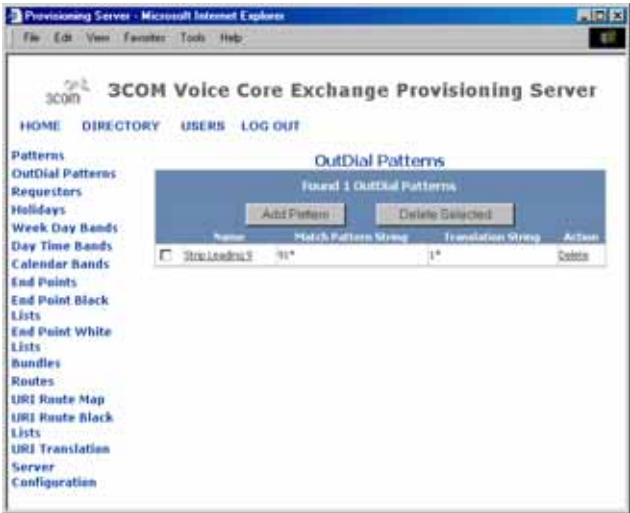 Provisioning Server - Microsoft Internet Explorer
File Edit View Favorites Tools Help
3com
3COM Voice Core Exchange Provisioning Server
HOME DIRECTORY USERS LOG OUT
Patterns
OutDial Patterns
Requestors
Holidays
Week Day Bands
Day Time Bands
Calendar Bands
End Points
End Point Black
Lists
End Point White
Lists
Bundles
Routes
URI Route Map
URI Route Black
Lists
URI Translation
Server
Configuration
OutDial Patterns
Found 1 OutDial Patterns
Add Pattern Delete Selected
Name Match Pattern String Translation String Action
Strip Leading 9 91* 1* Delete